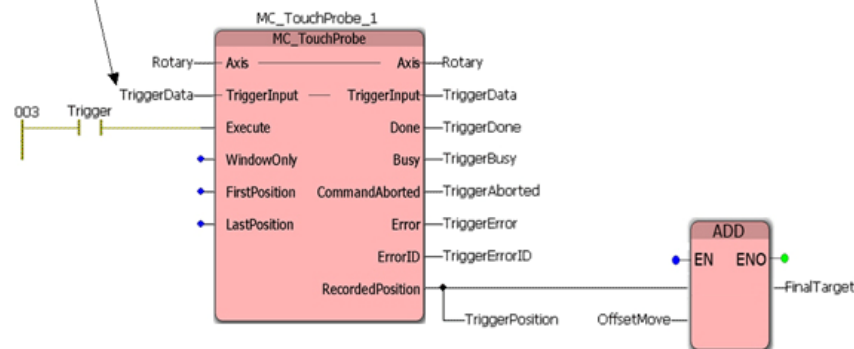 MC_TouchProbe_1
MC_TouchProbe
Rotary Axis Axis Rotary
TriggerData TriggerInput TriggerInput TriggerData
003 Trigger
Execute Done TriggerDone
WindowOnly Busy TriggerBusy
FirstPosition CommandAborted TriggerAborted
LastPosition Error TriggerError
ADD
ErrorID TriggerErrorID
EN ENO
RecordedPosition
FinalTarget
TriggerPosition
OffsetMove